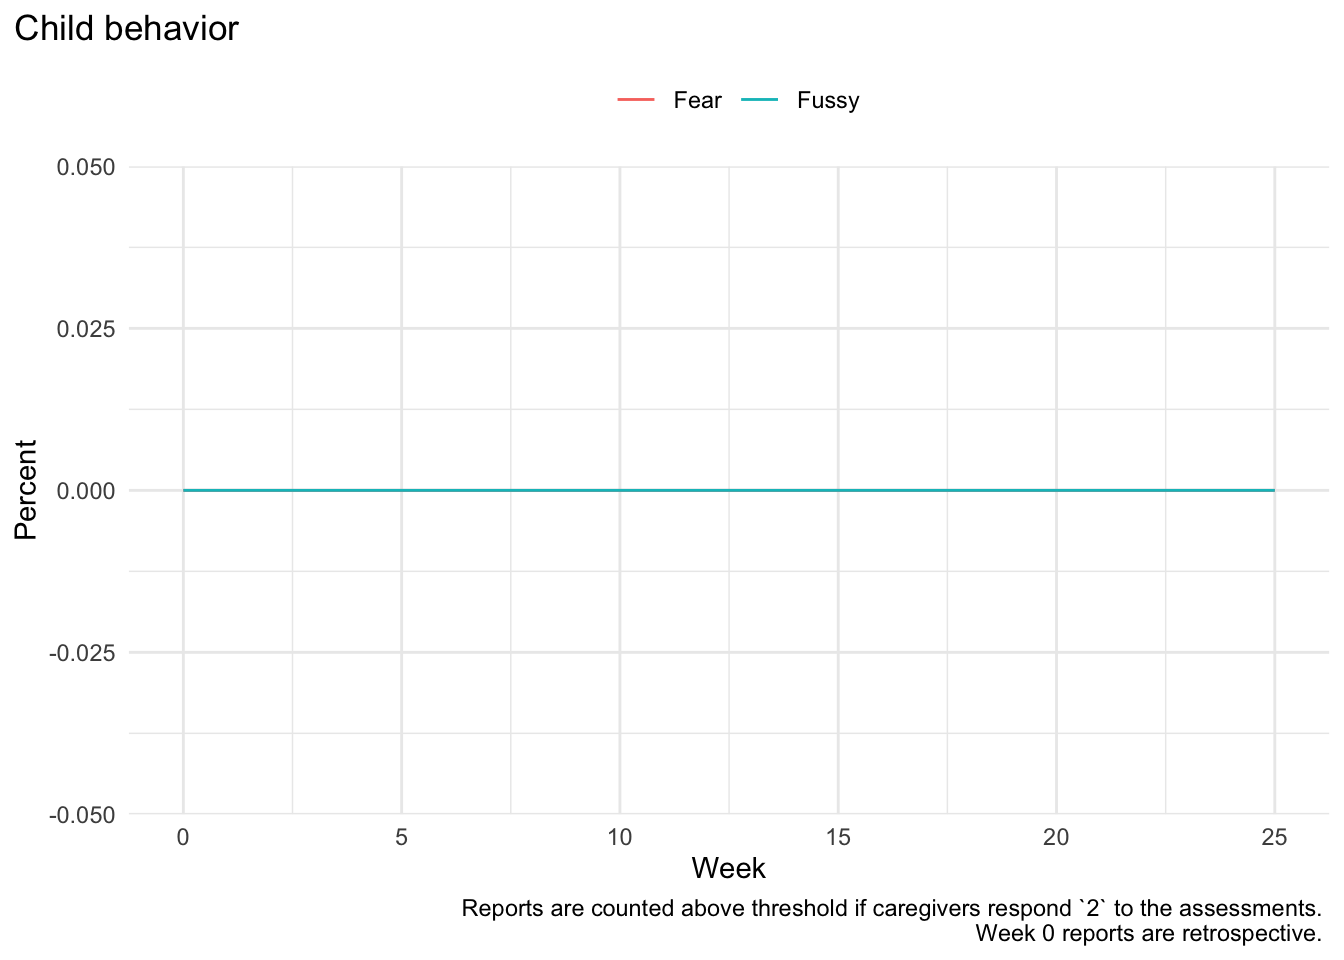 Child behavior
Fear Fussy
0.050
0.025
0.000
-0.025
-0.050
Percent
0 5 10 15 20 25
Week
Reports are counted above threshold if caregivers respond `2` to the assessments.
Week 0 reports are retrospective.